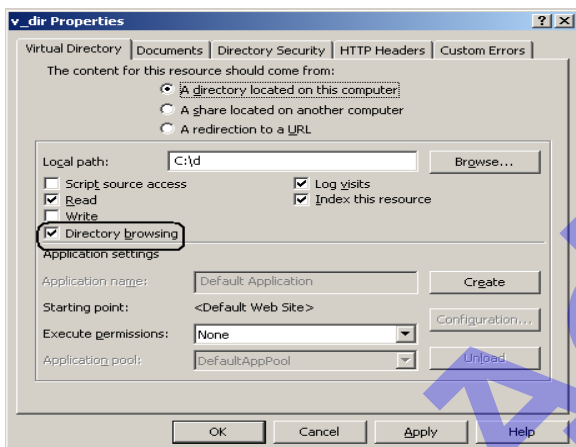 v_dir Properties
Virtual Directory Documents Directory Security HTTP Headers Custom Errors
The content for this resource should come from:
A directory located on this computer
A share located on another computer
A redirection to a URL
Local path: C:\d Browse...
Script source access Log visits
Read Index this resource
Write
Directory browsing
Application settings
Application name: Default Application Create
Starting point: <Default Web Site>
Configuration...
Execute permissions: None
Application pool: DefaultAppPool Unload
OK Cancel Apply Help